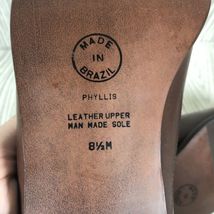 MADE
IN
BRAZIL
PHYLLIS
LEATHER UPPER
MAN MADE SOLE
8½M